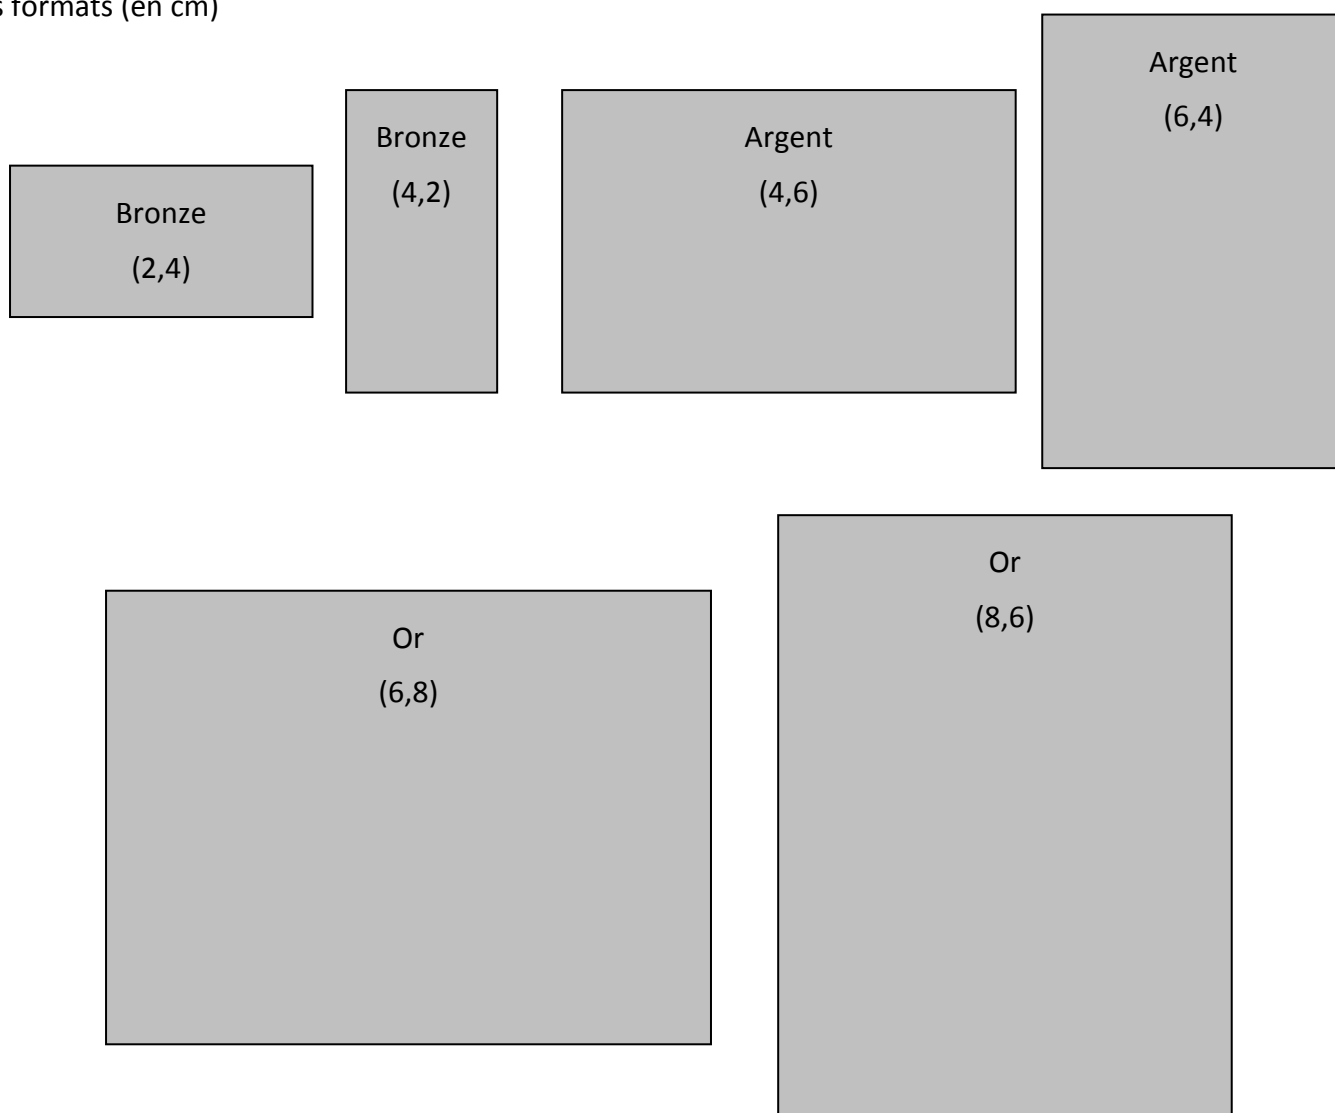 formats (en cm)
Bronze
(2,4)
Bronze
(4,2)
Argent
(4,6)
Argent
(6,4)
Or
(6,8)
Or
(8,6)